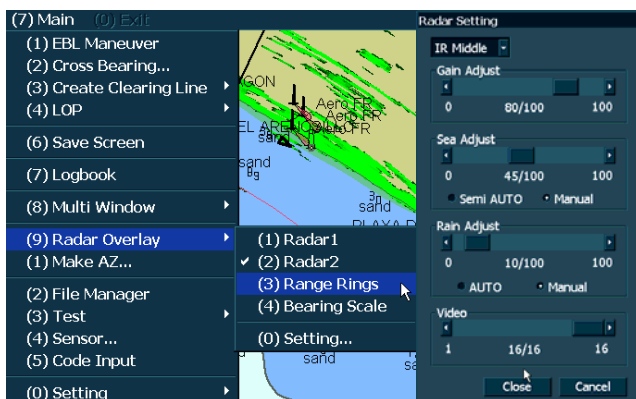 (7) Main (0) Exit
(1) EBL Maneuver
(2) Cross Bearing...
(3) Create Clearing Line
(4) LOP
(6) Save Screen
(7) Logbook
(8) Multi Window
(9) Radar Overlay
(1) Make AZ...
(2) File Manager
(3) Test
(4) Sensor...
(5) Code Input
(0) Setting
(1) Radar1
(2) Radar2
(3) Range Rings
(4) Bearing Scale
(0) Setting...
GON
Aero FR
Aero FR
FR
sand
sand
sand
sand
Radar Setting
IR Middle
Gain Adjust
0 80/100 100
Sea Adjust
0 45/100 100
Semi AUTO Manual
Rain Adjust
0 10/100 100
AUTO Manual
Video
1 16/16 16
Close Cancel